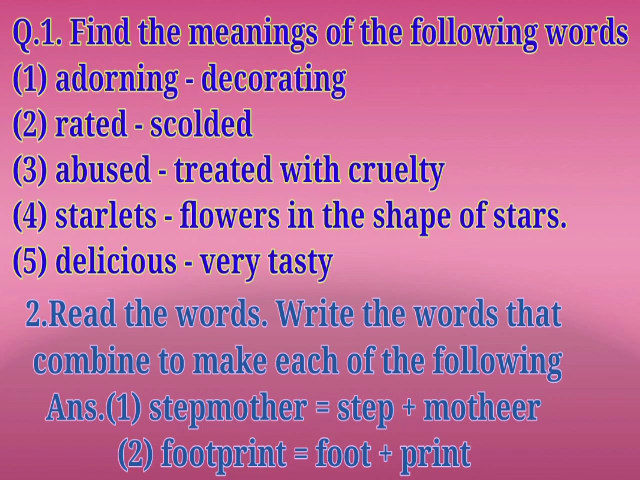 Q.1. Find the meanings of the following words
(1) adorning - decorating
(2) rated - scolded
(3) abused - treated with cruelty
(4) starlets - flowers in the shape of stars.
(5) delicious - very tasty
2.Read the words. Write the words that
combine to make each of the following
Ans.(1) stepmother = step + motheer
(2) footprint = foot + print